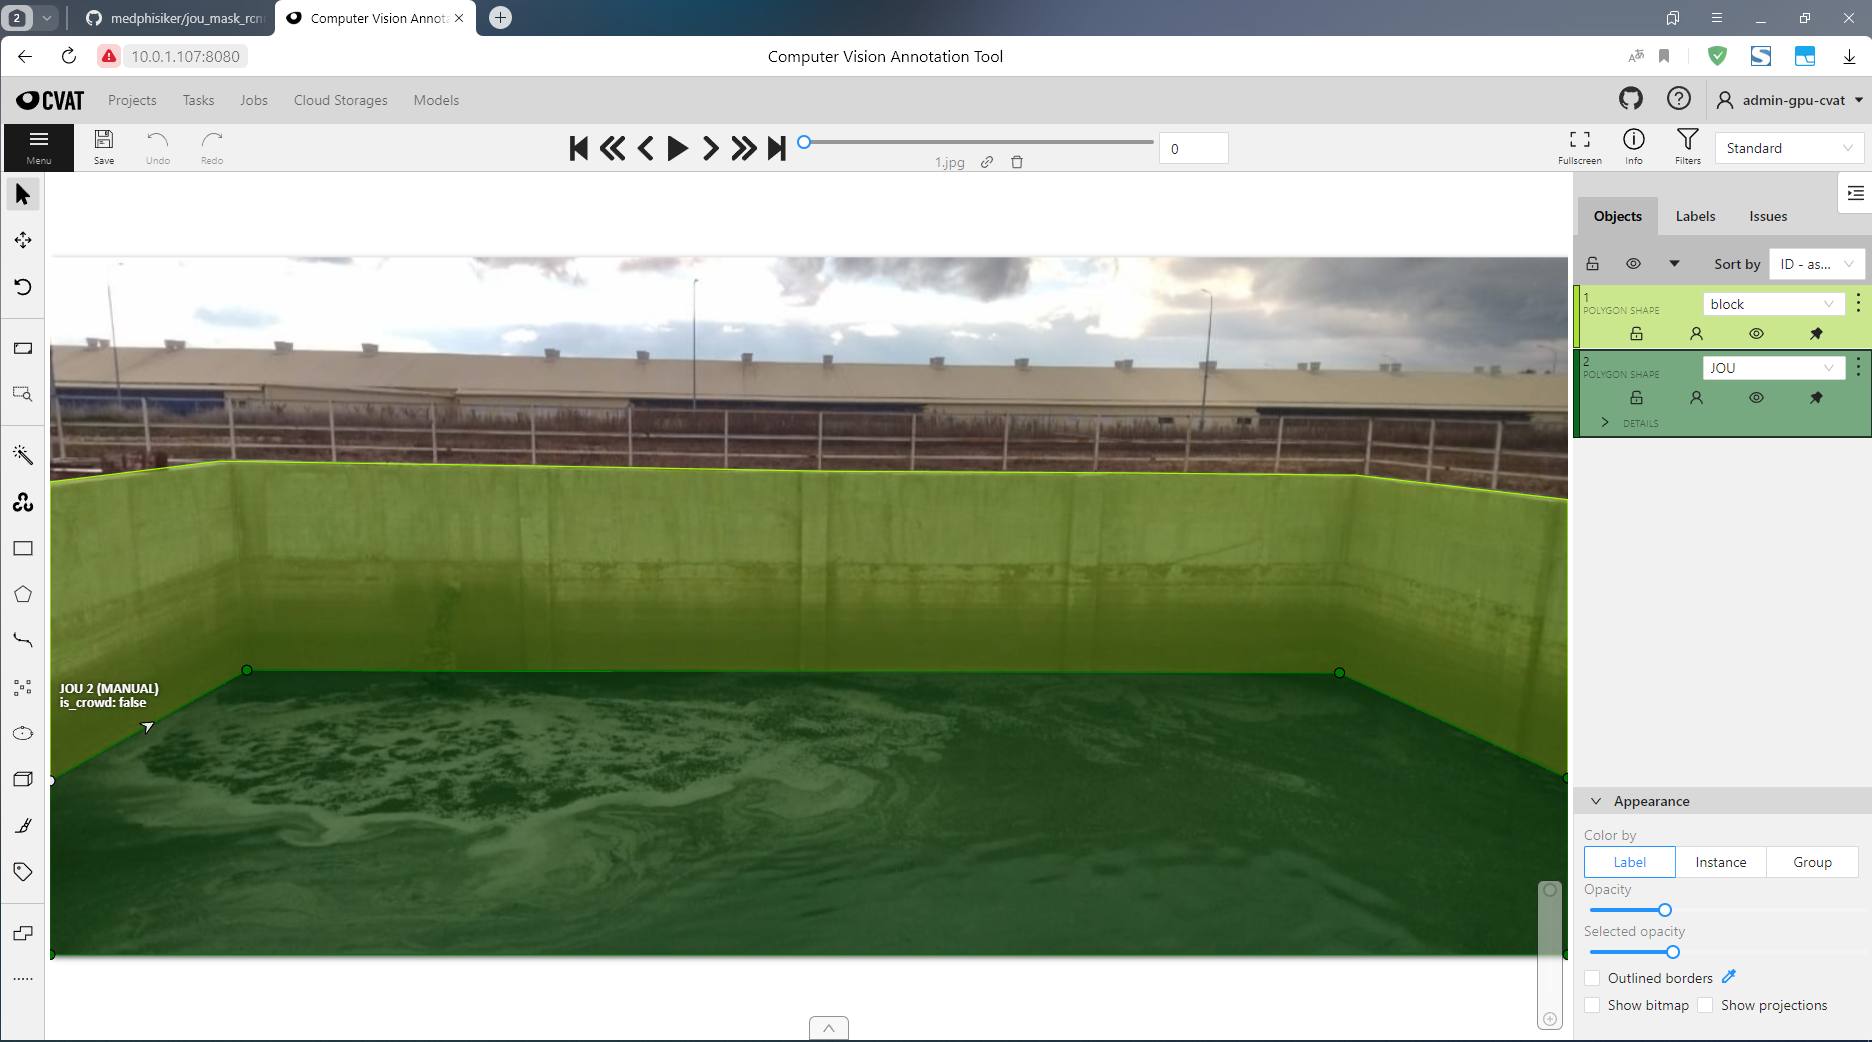 2
medphisiker/jou_mask_rcnn
Computer Vision Annota
10.0.1.107:8080
Computer Vision Annotation Tool
CVAT
Projects
Tasks
Jobs
Cloud Storages
Models
admin-gpu-cvat
Menu
Save
Undo
Redo
1.jpg
0
Fullscreen
Info
Filters
Standard
Objects
Labels
Issues
Sort by
ID - as...
1
POLYGON SHAPE
block
2
POLYGON SHAPE
JOU
DETAILS
JOU 2 (MANUAL)
is_crowd: false
Appearance
Color by
Label
Instance
Group
Opacity
Selected opacity
Outlined borders
Show bitmap
Show projections